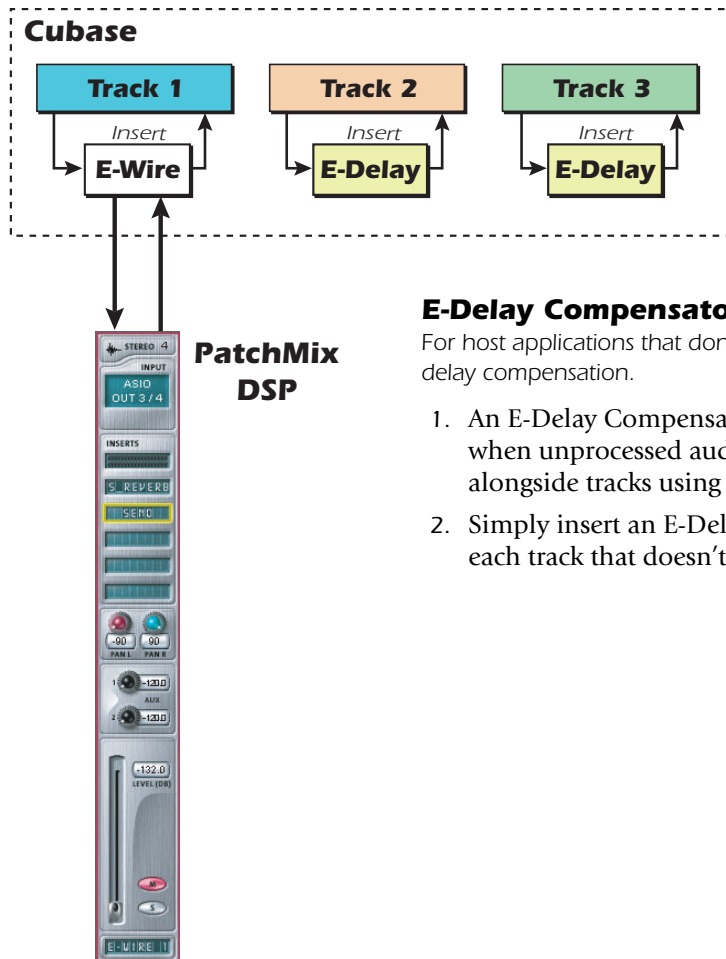 Cubase
Track 1
Track 2
Track 3
Insert
Insert
Insert
E-Wire
E-Delay
E-Delay
PatchMix
DSP
STEREO 4
INPUT
ASIO
OUT 3 / 4
INSERTS
S_REVERB
SEND
-90
90
PAN L
PAN R
1
-120.0
AUX
2
-120.0
-132.0
LEVEL (DB)
M
S
E-WIRE 1
E-Delay Compensato
For host applications that don
delay compensation.
1. An E-Delay Compensa
when unprocessed aud
alongside tracks using
2. Simply insert an E-Del
each track that doesn't